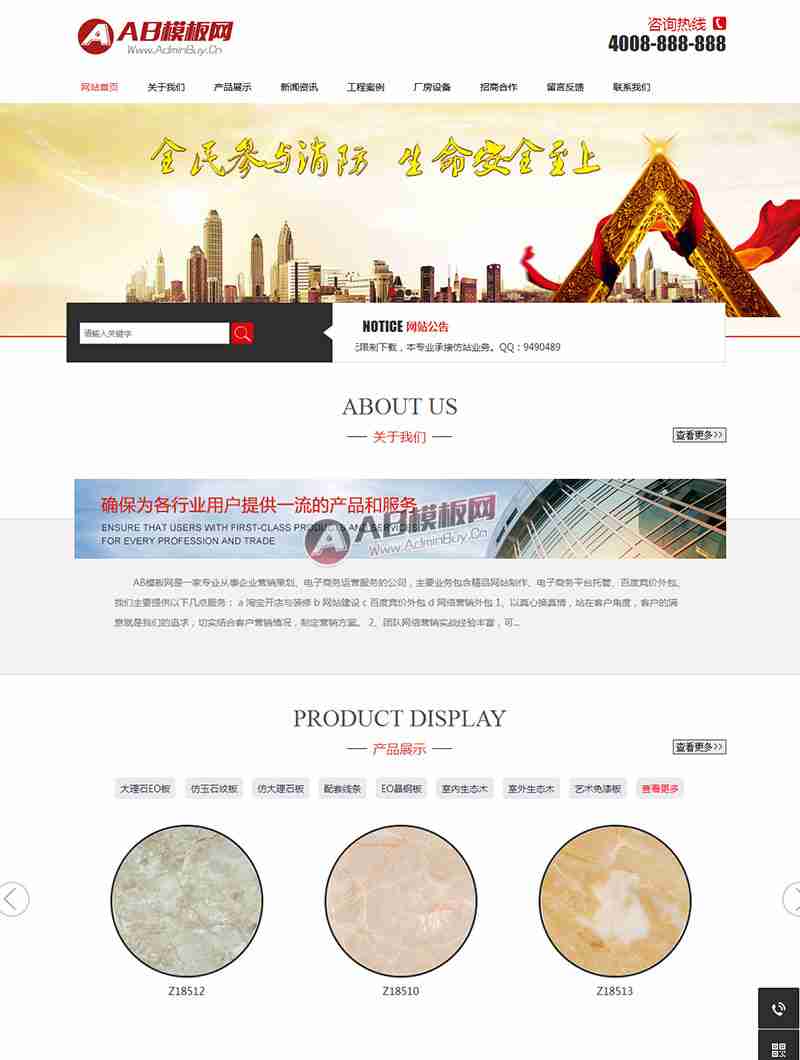 AB模板网
Www.AdminBuy.Cn
咨询热线
4008-888-888
网站首页 关于我们 产品展示 新闻资讯 工程案例 厂房设备 招商合作 留言反馈 联系我们
全民参与消防 生命安全至上
请输入关键字
NOTICE 网站公告
限制下载，本专业承接仿站业务。QQ：9490489
ABOUT US
关于我们
查看更多>>
确保为各行业用户提供一流的产品和服务
ENSURE THAT USERS WITH FIRST-CLASS PRODUCTS AND SERVICES
FOR EVERY PROFESSION AND TRADE
AB模板网
Www.AdminBuy.Cn
AB模板网是一家专业从事企业营销策划、电子商务运营服务的公司，主要业务包含精品网站制作、电子商务平台托管、百度竞价外包。
我们主要提供以下几点服务： a 淘宝开店与装修 b 网站建设 c 百度竞价外包 d 网络营销外包 1、以真心换真情，站在客户角度，客户的满
意就是我们的追求，切实结合客户营销情况，制定营销方案。 2、团队网络营销实战经验丰富，可...
PRODUCT DISPLAY
产品展示
查看更多>>
大理石EO板 仿玉石纹板 仿大理石板 配套线条 EO晶钢板 室内生态木 室外生态木 艺术免漆板 查看更多
Z18512 Z18510 Z18513